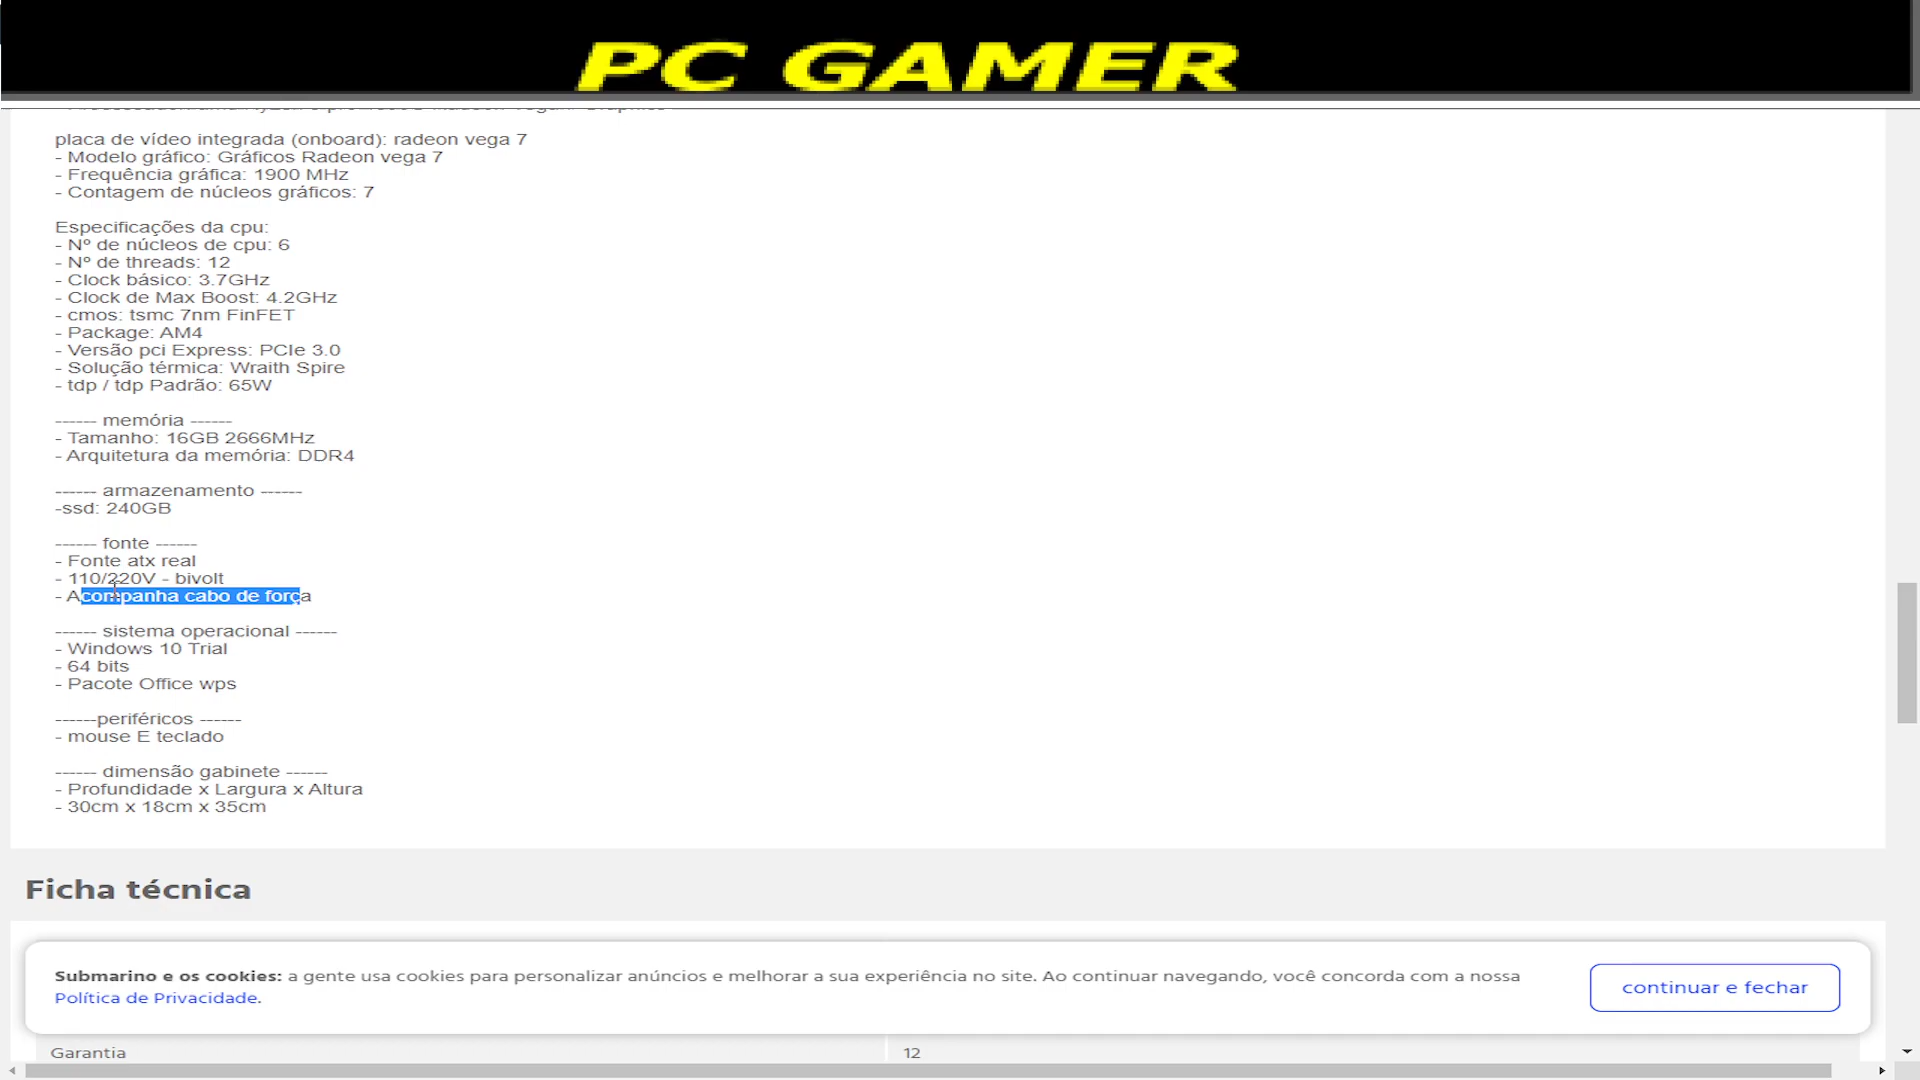 PC GAMER
placa de vídeo integrada (onboard): radeon vega 7
- Modelo gráfico: Gráficos Radeon vega 7
- Frequência gráfica: 1900 MHz
- Contagem de núcleos gráficos: 7
Especificações da cpu:
- Nº de núcleos de cpu: 6
- Nº de threads: 12
- Clock básico: 3.7GHz
- Clock de Max Boost: 4.2GHz
- cmos: tsmc 7nm FinFET
- Package: AM4
- Versão pci Express: PCIe 3.0
- Solução térmica: Wraith Spire
- tdp / tdp Padrão: 65W
------ memória ------
- Tamanho: 16GB 2666MHz
- Arquitetura da memória: DDR4
------ armazenamento ------
-ssd: 240GB
------ fonte ------
- Fonte atx real
- 110/220V - bivolt
- Acompanha cabo de força
------ sistema operacional ------
- Windows 10 Trial
- 64 bits
- Pacote Office wps
------periféricos ------
- mouse E teclado
------ dimensão gabinete ------
- Profundidade x Largura x Altura
- 30cm x 18cm x 35cm
Ficha técnica
Submarino e os cookies: a gente usa cookies para personalizar anúncios e melhorar a sua experiência no site. Ao continuar navegando, você concorda com a nossa
Política de Privacidade.
continuar e fechar
Garantia 12